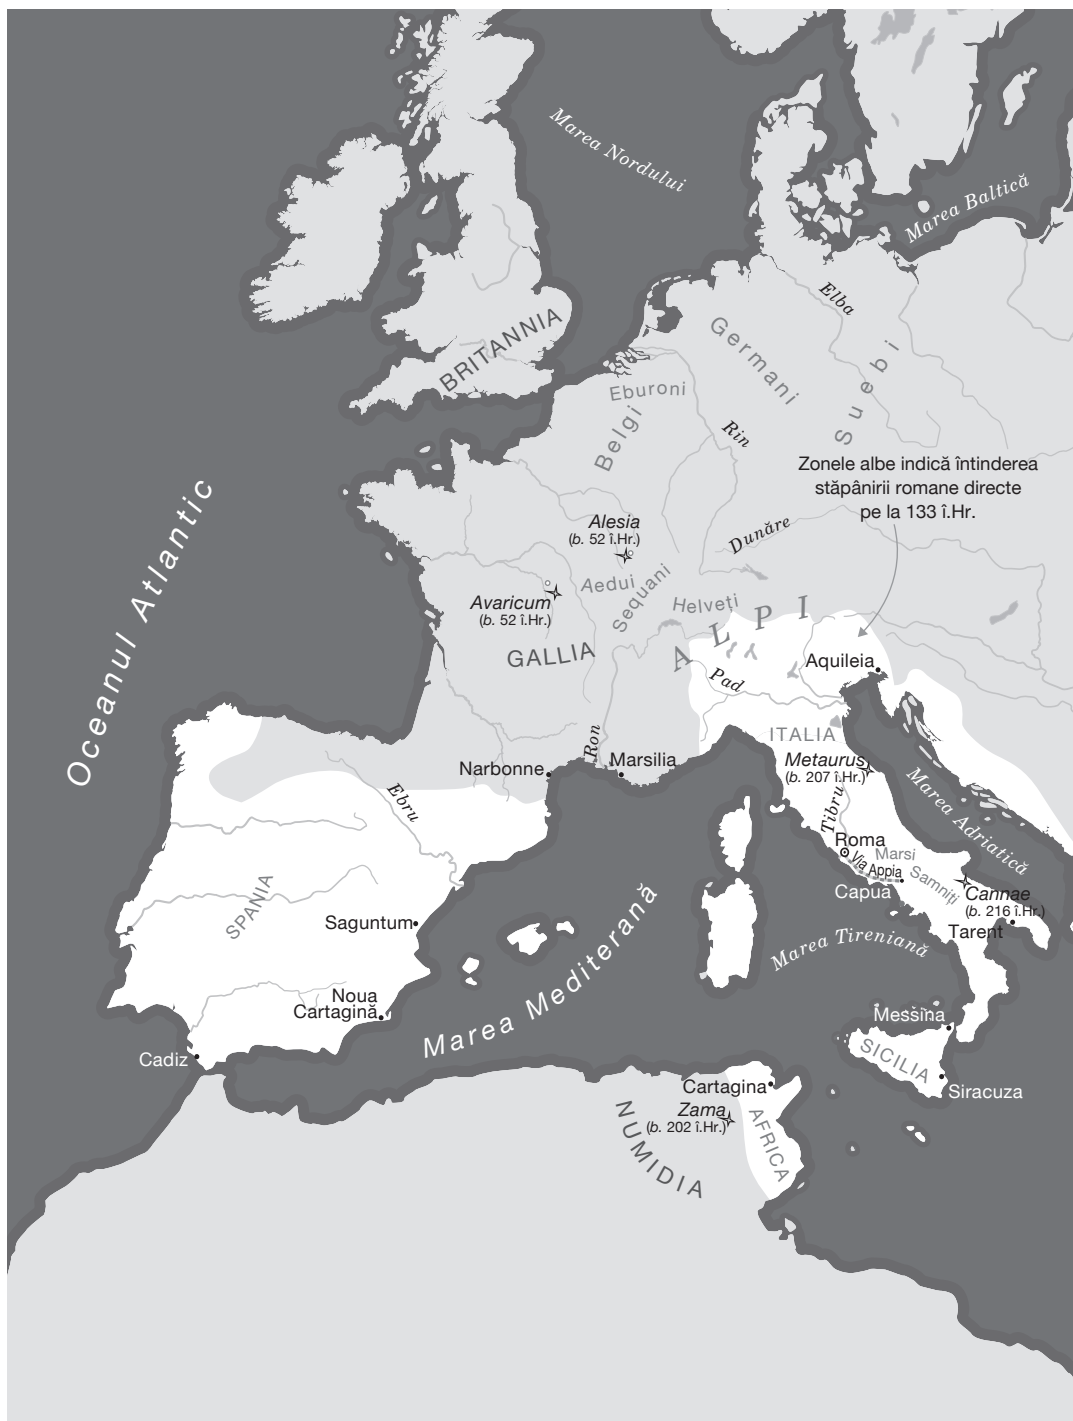 Marea Nordului
Marea Baltică
Elba
BRITANNIA
Germani
Suebi
Eburoni
Belgi
Rin
Zonele albe indică întinderea
stăpânirii romane directe
pe la 133 î.Hr.
Oceanul Atlantic
Alesia
(b. 52 î.Hr.)
Dunăre
Aedui
Sequani
Avaricum
(b. 52 î.Hr.)
Helveți
ALPI
GALLIA
Aquileia
Pad
Ron
ITALIA
Narbonne
Marsilia
Metaurus
(b. 207 î.Hr.)
Ebru
Tibru
Marea Adriatică
Roma
Marsi
Via Appia
Samniți
Capua
Cannae
(b. 216 î.Hr.)
Tarent
SPANIA
Saguntum
Marea Mediterană
Marea Tireniană
Noua
Cartagină
Messina
Cadiz
SICILIA
Siracuza
Cartagina
Zama
(b. 202 î.Hr.)
AFRICA
NUMIDIA